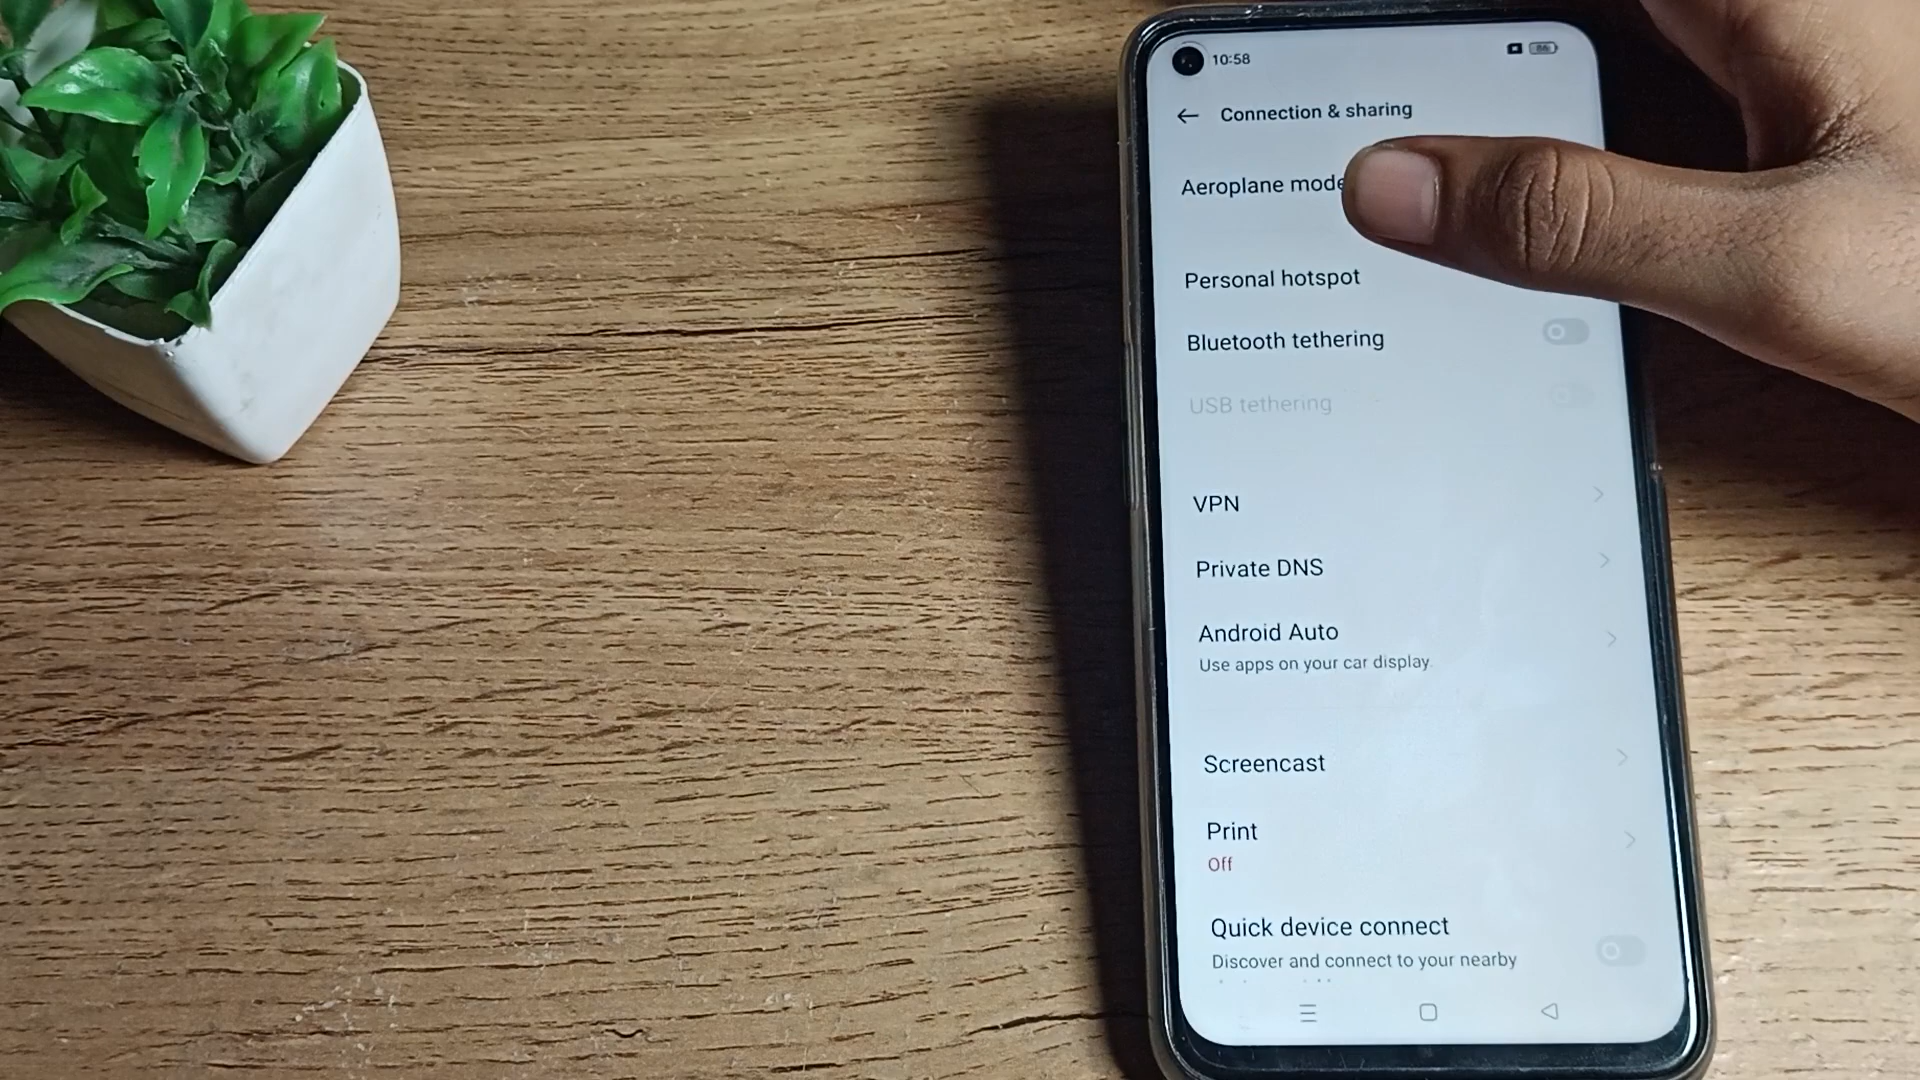 10:58
86
Connection & sharing
Aeroplane mode
Personal hotspot
Bluetooth tethering
USB tethering
VPN
Private DNS
Android Auto
Use apps on your car display
Screencast
Print
Off
Quick device connect
Discover and connect to your nearby